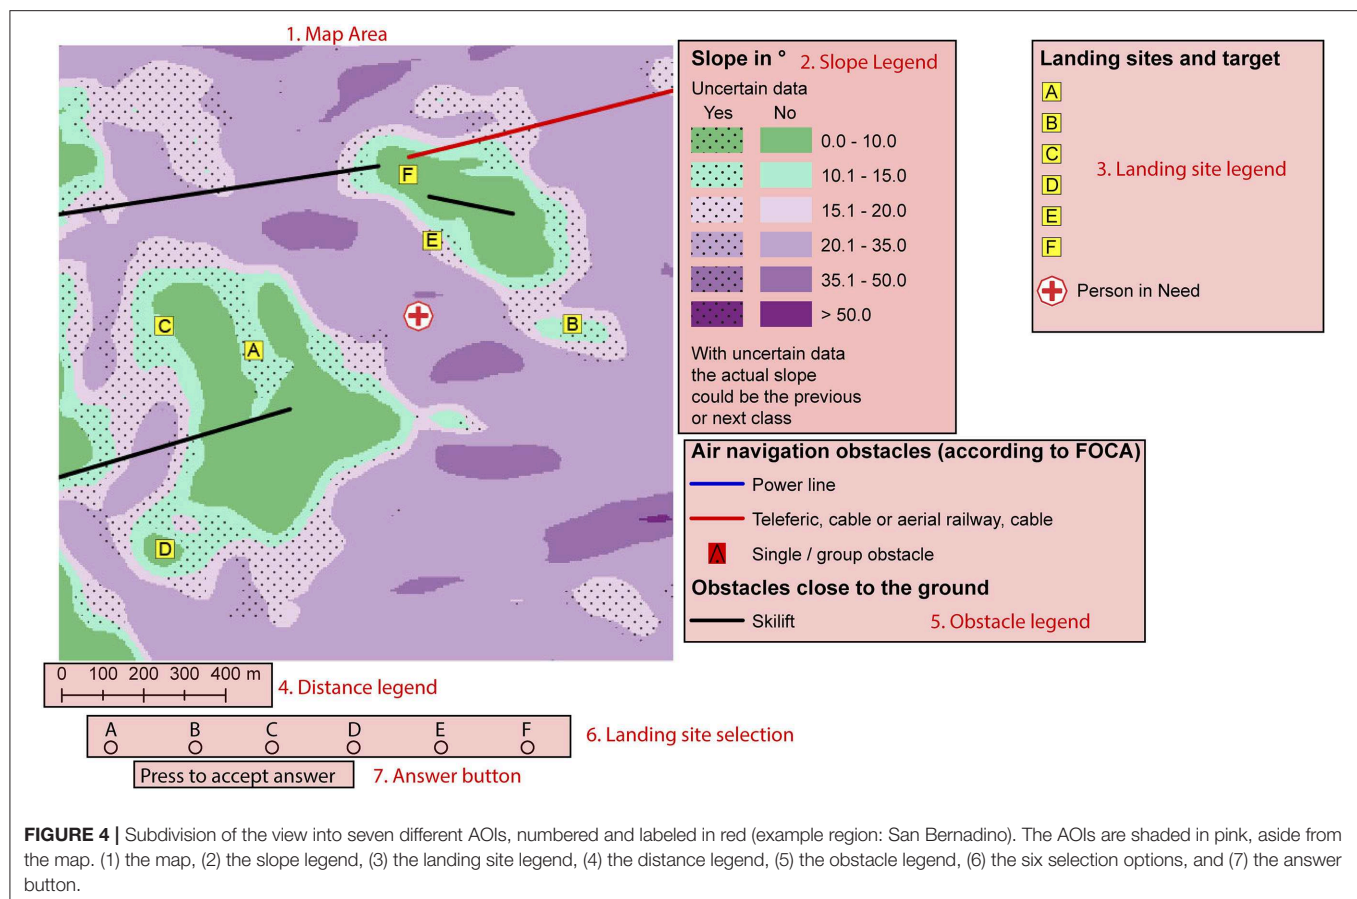 1. Map Area
F
E
B
C
A
D
Slope in ° 2. Slope Legend
Uncertain data
Yes No
0.0 - 10.0
10.1 - 15.0
15.1 - 20.0
20.1 - 35.0
35.1 - 50.0
> 50.0
With uncertain data
the actual slope
could be the previous
or next class
Landing sites and target
A
B
C
D
E
F
3. Landing site legend
Person in Need
Air navigation obstacles (according to FOCA)
Power line
Teleferic, cable or aerial railway, cable
Single / group obstacle
Obstacles close to the ground
Skilift
5. Obstacle legend
0 100 200 300 400 m
4. Distance legend
A B C D E F
6. Landing site selection
Press to accept answer
7. Answer button
FIGURE 4 | Subdivision of the view into seven different AOIs, numbered and labeled in red (example region: San Bernadino). The AOIs are shaded in pink, aside from
the map. (1) the map, (2) the slope legend, (3) the landing site legend, (4) the distance legend, (5) the obstacle legend, (6) the six selection options, and (7) the answer
button.